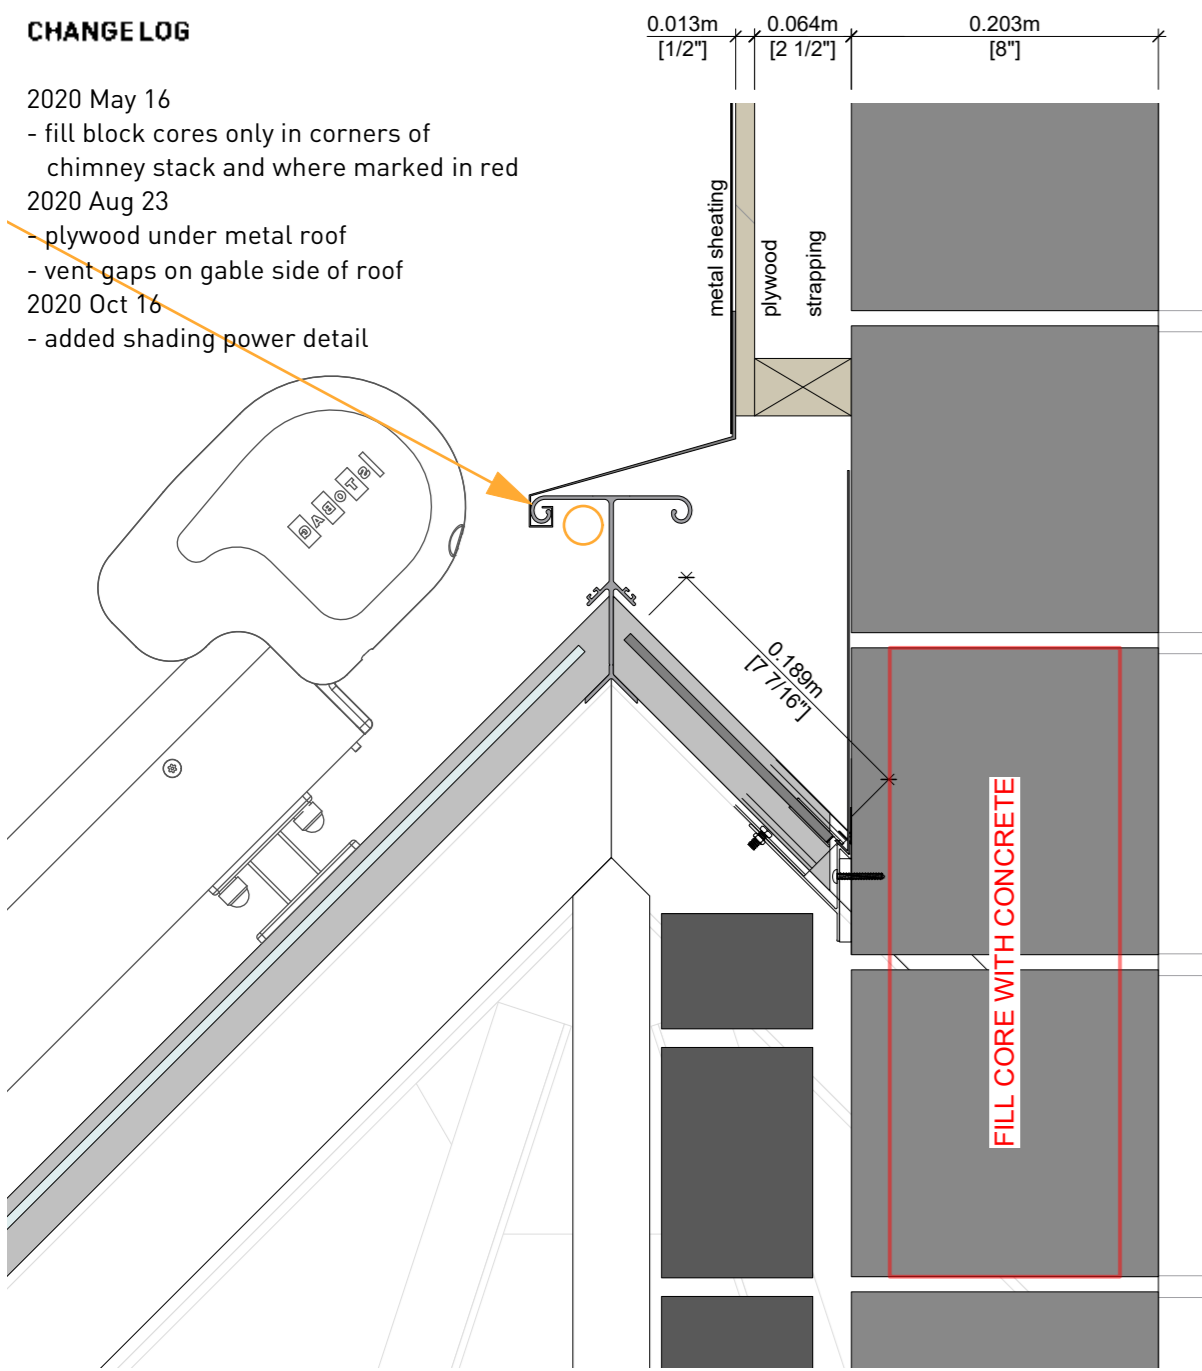 CHANGELOG
2020 May 16
- fill block cores only in corners of
chimney stack and where marked in red
2020 Aug 23
- plywood under metal roof
- vent gaps on gable side of roof
2020 Oct 16
- added shading power detail
0.013m
[1/2"]
0.064m
[2 1/2"]
0.203m
[8"]
metal sheating
plywood
strapping
STOBAG
0.189m
[7 7/16"]
FILL CORE WITH CONCRETE